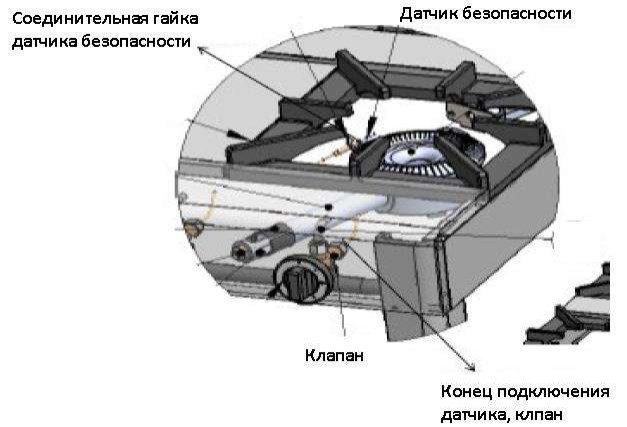 Соединительная гайка
датчика безопасности
Датчик безопасности
Клапан
Конец подключения
датчика, клпан